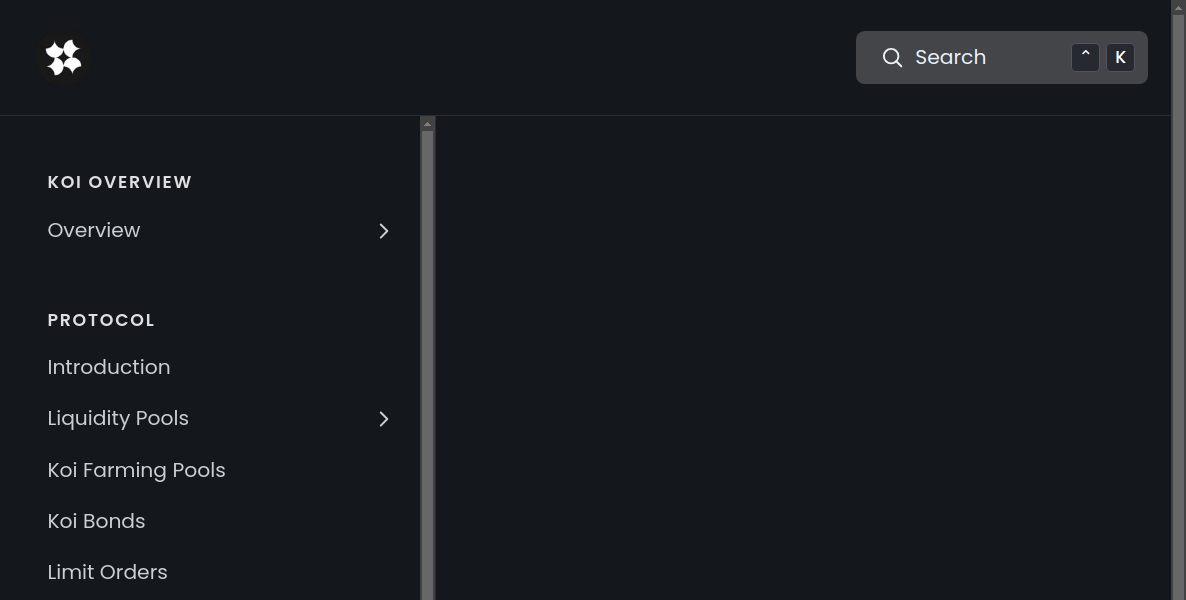 Search
^ K
KOI OVERVIEW
Overview
PROTOCOL
Introduction
Liquidity Pools
Koi Farming Pools
Koi Bonds
Limit Orders